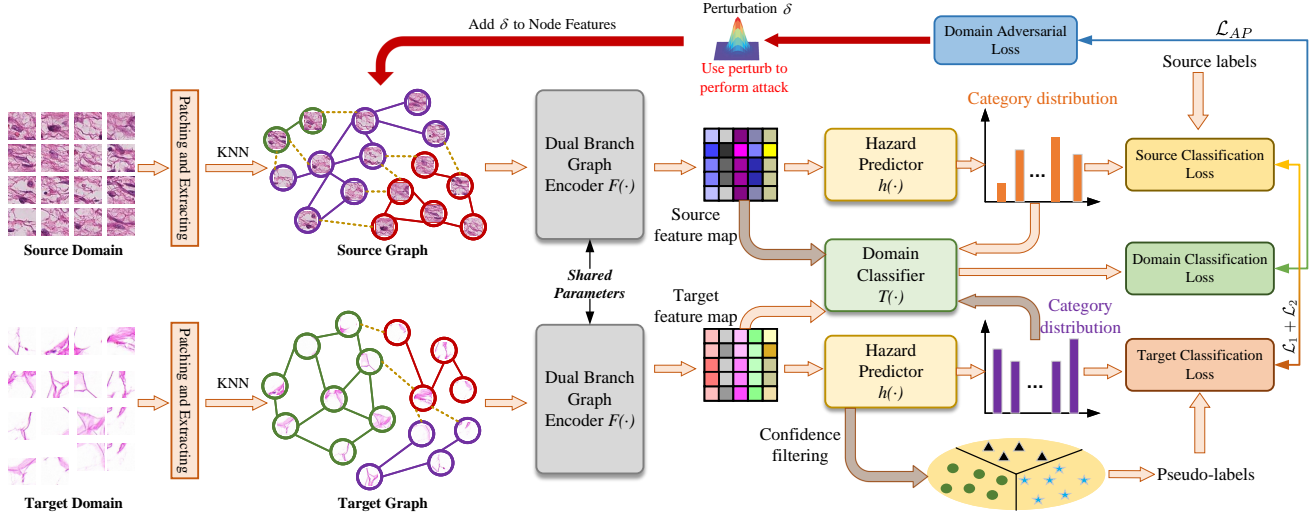 Add δ to Node Features
Perturbation δ
Use perturb to
perform attack
Domain Adversarial
Loss
ℒ_AP
Source labels
Patching and Extracting
KNN
Source Domain
Source Graph
Dual Branch
Graph
Encoder F(·)
Source
feature map
Hazard
Predictor
h(·)
Category distribution
...
Source Classification
Loss
Shared
Parameters
Domain
Classifier
T(·)
Domain Classification
Loss
Patching and Extracting
KNN
Target Domain
Target Graph
Dual Branch
Graph
Encoder F(·)
Target
feature map
Hazard
Predictor
h(·)
Category
distribution
...
Target Classification
Loss
ℒ₁ + ℒ₂
Confidence
filtering
Pseudo-labels